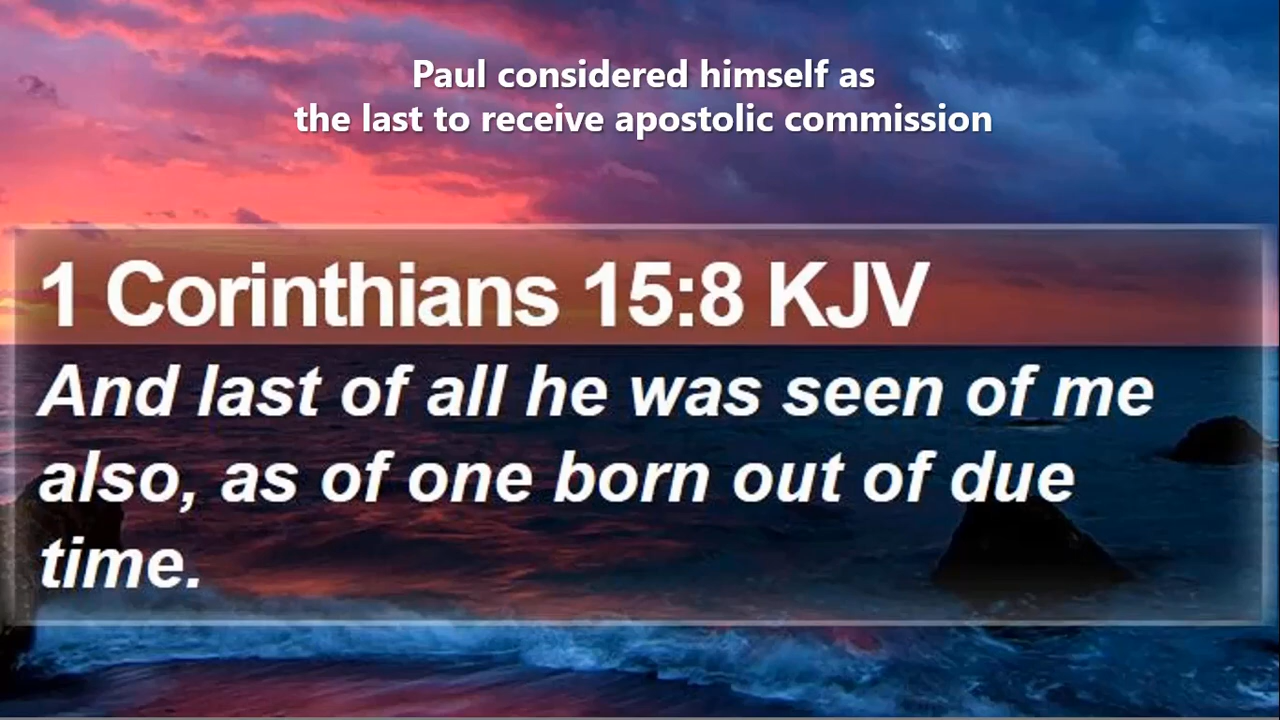 Paul considered himself as
the last to receive apostolic commission
1 Corinthians 15:8 KJV
And last of all he was seen of me
also, as of one born out of due
time.